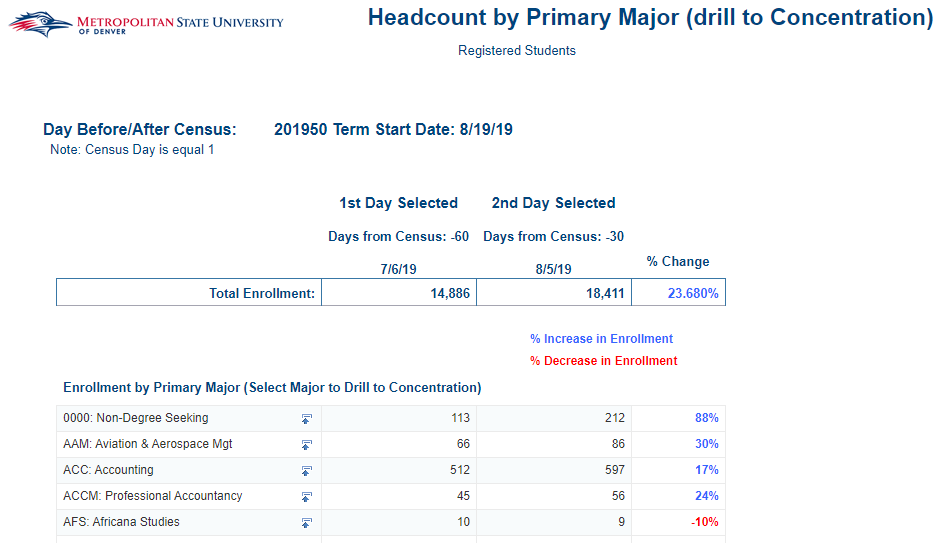 METROPOLITAN STATE UNIVERSITY
OF DENVER
Headcount by Primary Major (drill to Concentration)
Registered Students
Day Before/After Census: 201950 Term Start Date: 8/19/19
Note: Census Day is equal 1
1st Day Selected 2nd Day Selected
Days from Census: -60 Days from Census: -30
% Change
7/6/19 8/5/19
Total Enrollment: 14,886 18,411 23.680%
% Increase in Enrollment
% Decrease in Enrollment
Enrollment by Primary Major (Select Major to Drill to Concentration)
0000: Non-Degree Seeking 113 212 88%
AAM: Aviation & Aerospace Mgt 66 86 30%
ACC: Accounting 512 597 17%
ACCM: Professional Accountancy 45 56 24%
AFS: Africana Studies 10 9 -10%